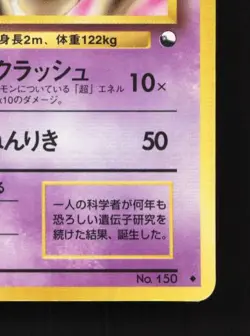 身長2m、体重122kg
クラッシュ 10×
モンについている「超」エネル
x10のダメージ。
ねんりき 50
る
一人の科学者が何年も
恐ろしい遺伝子研究を
続けた結果、誕生した。
No. 150 ◆